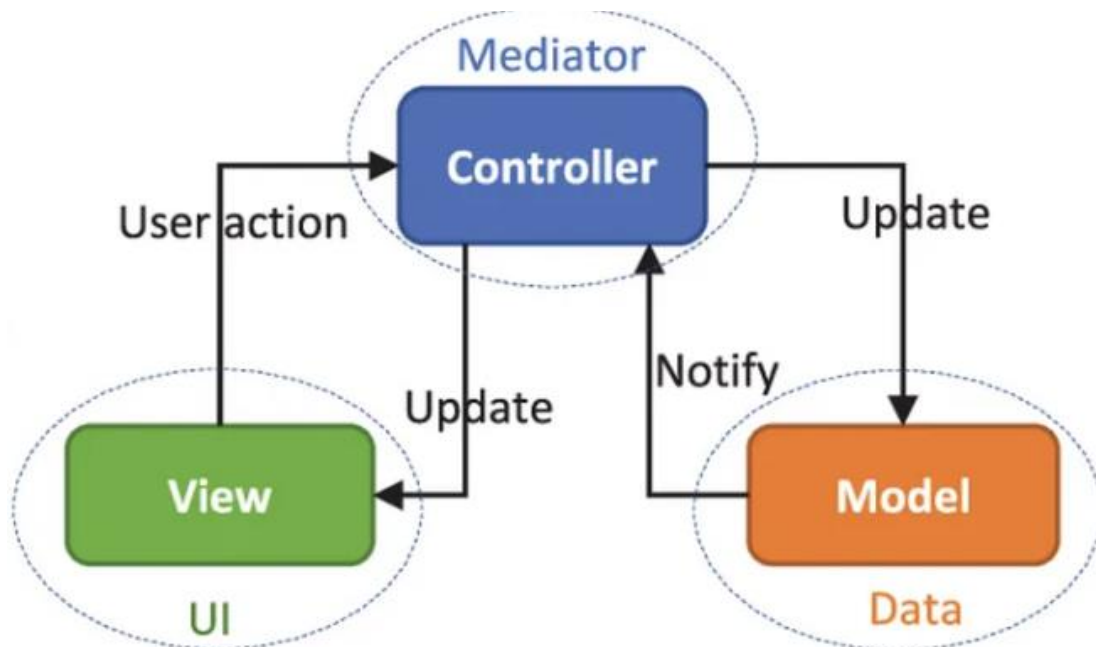 Mediator
Controller
User action
Update
Notify
Update
View
Model
UI
Data